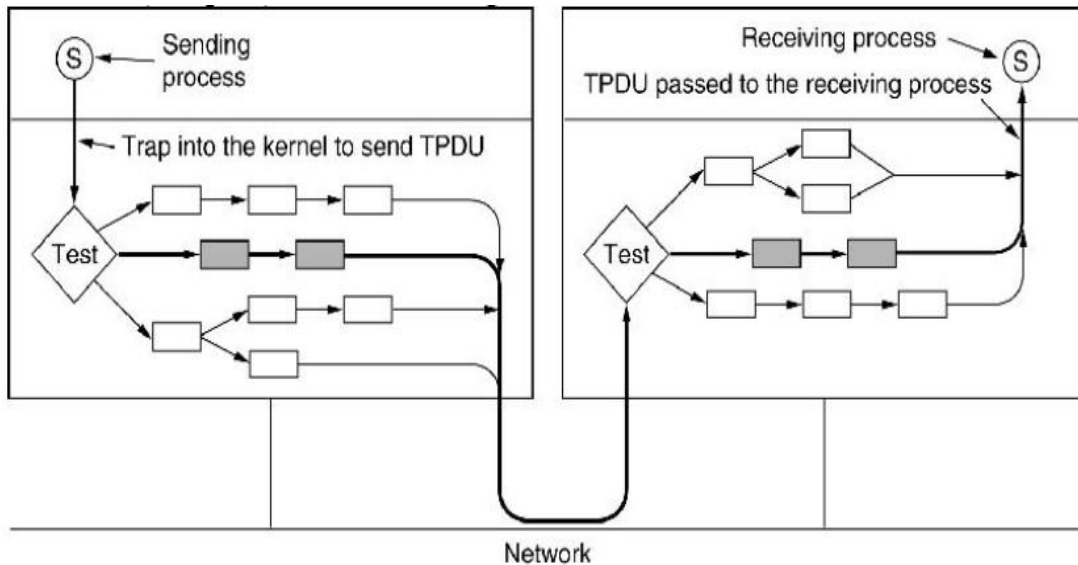 S
Sending
process
Trap into the kernel to send TPDU
Test
Receiving process
S
TPDU passed to the receiving process
Test
Network